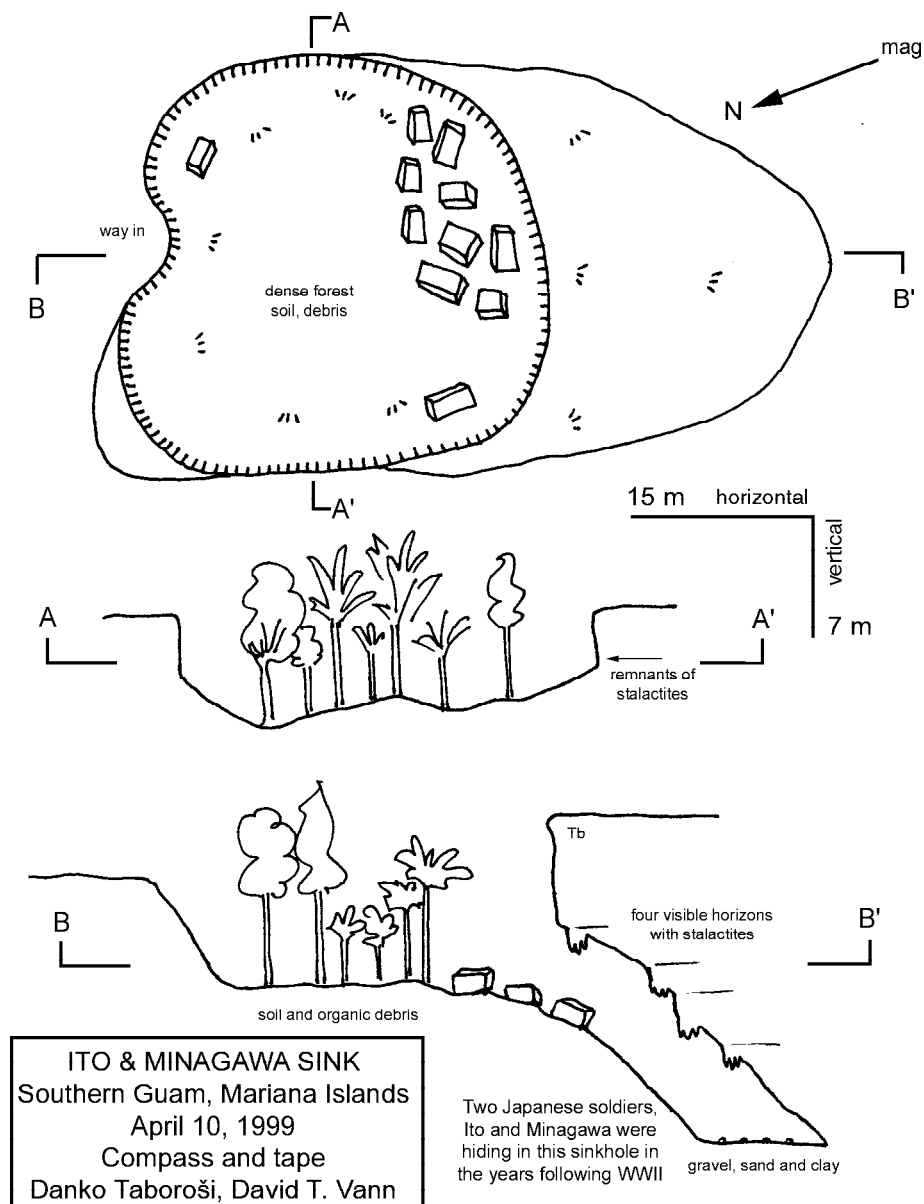 A
mag
N
way in
B
B'
dense forest
soil, debris
A'
15 m horizontal
vertical
7 m
A
A'
remnants of
stalactites
Tb
four visible horizons
with stalactites
B
B'
soil and organic debris
ITO & MINAGAWA SINK
Southern Guam, Mariana Islands
April 10, 1999
Compass and tape
Danko Taboroši, David T. Vann
Two Japanese soldiers,
Ito and Minagawa were
hiding in this sinkhole in
the years following WWII
gravel, sand and clay